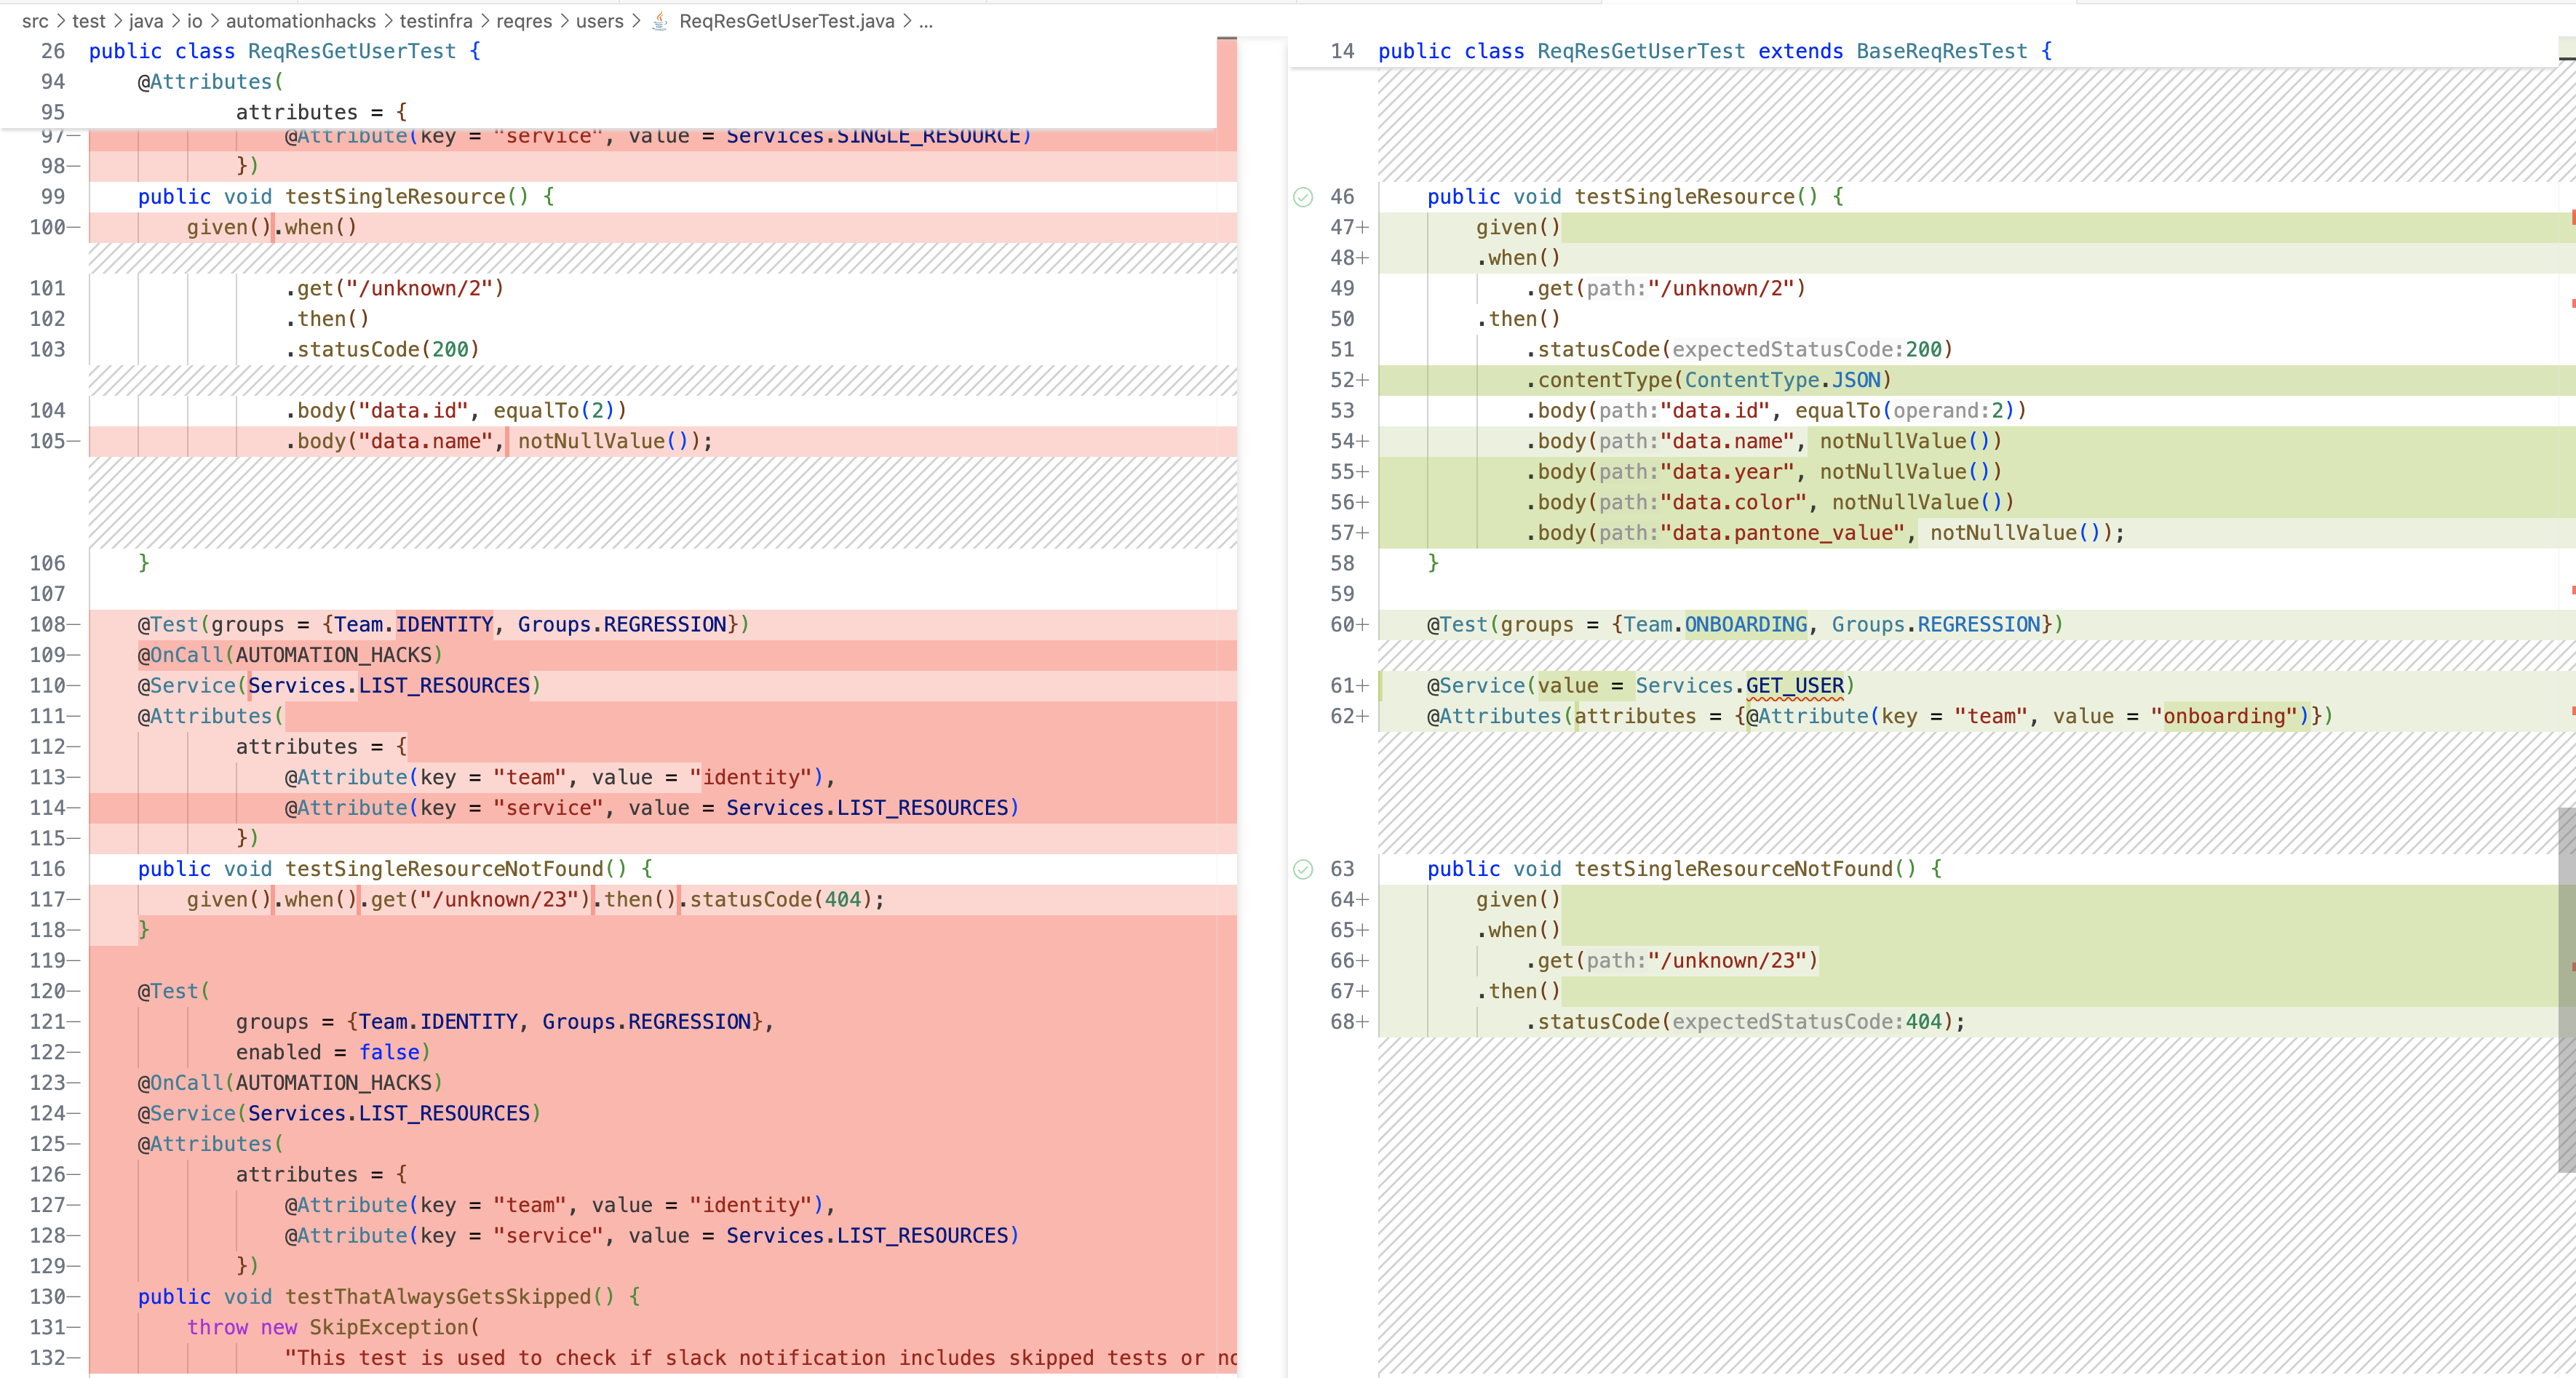 src > test > java > io > automationhacks > testinfra > reqres > users > ReqResGetUserTest.java > ...
26 public class ReqResGetUserTest {
94 @Attributes(
95 attributes = {
97— @Attribute(key = "service", value = Services.SINGLE_RESOURCE)
98— })
99 public void testSingleResource() {
100— given().when()
101 .get("/unknown/2")
102 .then()
103 .statusCode(200)
104 .body("data.id", equalTo(2))
105— .body("data.name", notNullValue());
106 }
107
108— @Test(groups = {Team.IDENTITY, Groups.REGRESSION})
109— @OnCall(AUTOMATION_HACKS)
110— @Service(Services.LIST_RESOURCES)
111— @Attributes(
112— attributes = {
113— @Attribute(key = "team", value = "identity"),
114— @Attribute(key = "service", value = Services.LIST_RESOURCES)
115— })
116 public void testSingleResourceNotFound() {
117— given().when().get("/unknown/23").then().statusCode(404);
118— }
119—
120— @Test(
121— groups = {Team.IDENTITY, Groups.REGRESSION},
122— enabled = false)
123— @OnCall(AUTOMATION_HACKS)
124— @Service(Services.LIST_RESOURCES)
125— @Attributes(
126— attributes = {
127— @Attribute(key = "team", value = "identity"),
128— @Attribute(key = "service", value = Services.LIST_RESOURCES)
129— })
130— public void testThatAlwaysGetsSkipped() {
131— throw new SkipException(
132— "This test is used to check if slack notification includes skipped tests or
14 public class ReqResGetUserTest extends BaseReqResTest {
46 public void testSingleResource() {
47+ given()
48+ .when()
49 .get(path:"/unknown/2")
50 .then()
51 .statusCode(expectedStatusCode:200)
52+ .contentType(ContentType.JSON)
53 .body(path:"data.id", equalTo(operand:2))
54+ .body(path:"data.name", notNullValue())
55+ .body(path:"data.year", notNullValue())
56+ .body(path:"data.color", notNullValue())
57+ .body(path:"data.pantone_value", notNullValue());
58 }
59
60+ @Test(groups = {Team.ONBOARDING, Groups.REGRESSION})
61+ @Service(value = Services.GET_USER)
62+ @Attributes(attributes = {@Attribute(key = "team", value = "onboarding")})
63 public void testSingleResourceNotFound() {
64+ given()
65+ .when()
66+ .get(path:"/unknown/23")
67+ .then()
68+ .statusCode(expectedStatusCode:404);